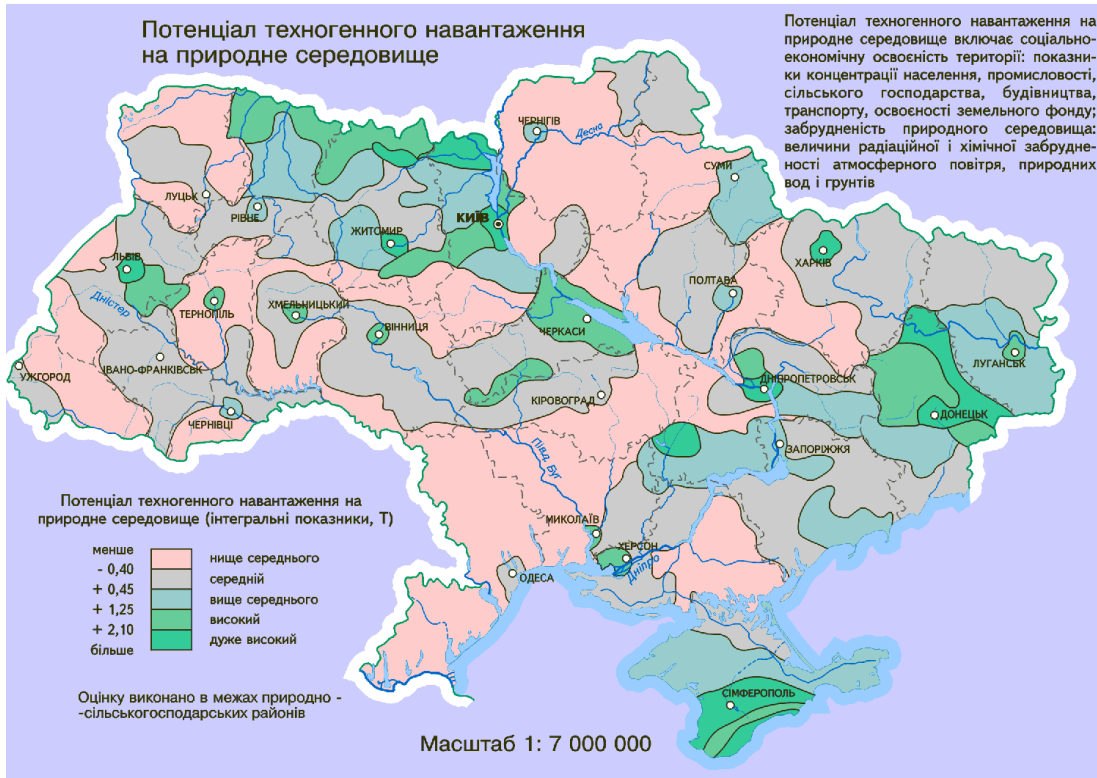 Потенціал техногенного навантаження
на природне середовище
Потенціал техногенного навантаження на
природне середовище включає соціально-
економічну освоєність території: показни-
ки концентрації населення, промисловості,
сільського господарства, будівництва,
транспорту, освоєності земельного фонду;
забрудненість природного середовища:
величини радіаційної і хімічної забрудне-
ності атмосферного повітря, природних
вод і грунтів
ЧЕРНІГІВ
Десна
СУМИ
ЛУЦЬК
РІВНЕ
КИЇВ
ЖИТОМИР
ЛЬВІВ
ХАРКІВ
ПОЛТАВА
Дністер
ТЕРНОПІЛЬ
ХМЕЛЬНИЦЬКИЙ
ВІННИЦЯ
ЧЕРКАСИ
ЛУГАНСЬК
УЖГОРОД
ІВАНО-ФРАНКІВСЬК
ДНІПРОПЕТРОВСЬК
КІРОВОГРАД
ДОНЕЦЬК
ЧЕРНІВЦІ
ЗАПОРІЖЖЯ
Півд. Буг
МИКОЛАЇВ
ХЕРСОН
Дніпро
ОДЕСА
СІМФЕРОПОЛЬ
Потенціал техногенного навантаження на
природне середовище (інтегральні показники, Т)
менше
нище середнього
- 0,40
середній
+ 0,45
вище середнього
+ 1,25
високий
+ 2,10
дуже високий
більше
Оцінку виконано в межах природно -
-сільськогосподарських районів
Масштаб 1: 7 000 000